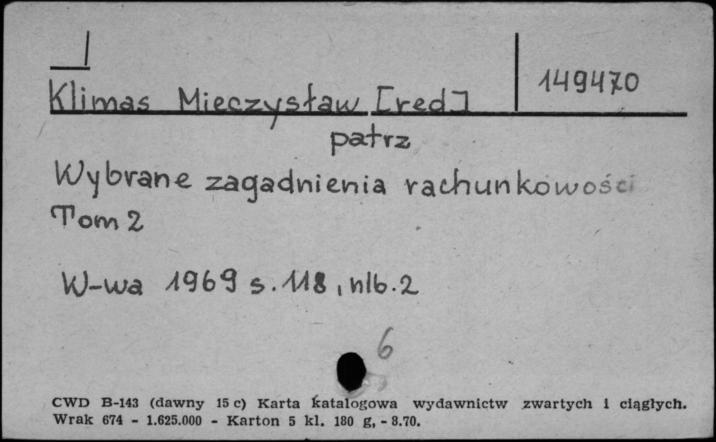 149470
Klimas Mieczysław [red]
patrz
Wybrane zagadnienia rachunkowości
Tom 2
W-wa 1969 s. 118, nlb. 2
6
CWD B-143 (dawny 15 c) Karta katalogowa wydawnictw zwartych i ciągłych.
Wrak 674 - 1.625.000 - Karton 5 kl. 180 g, - 8.70.